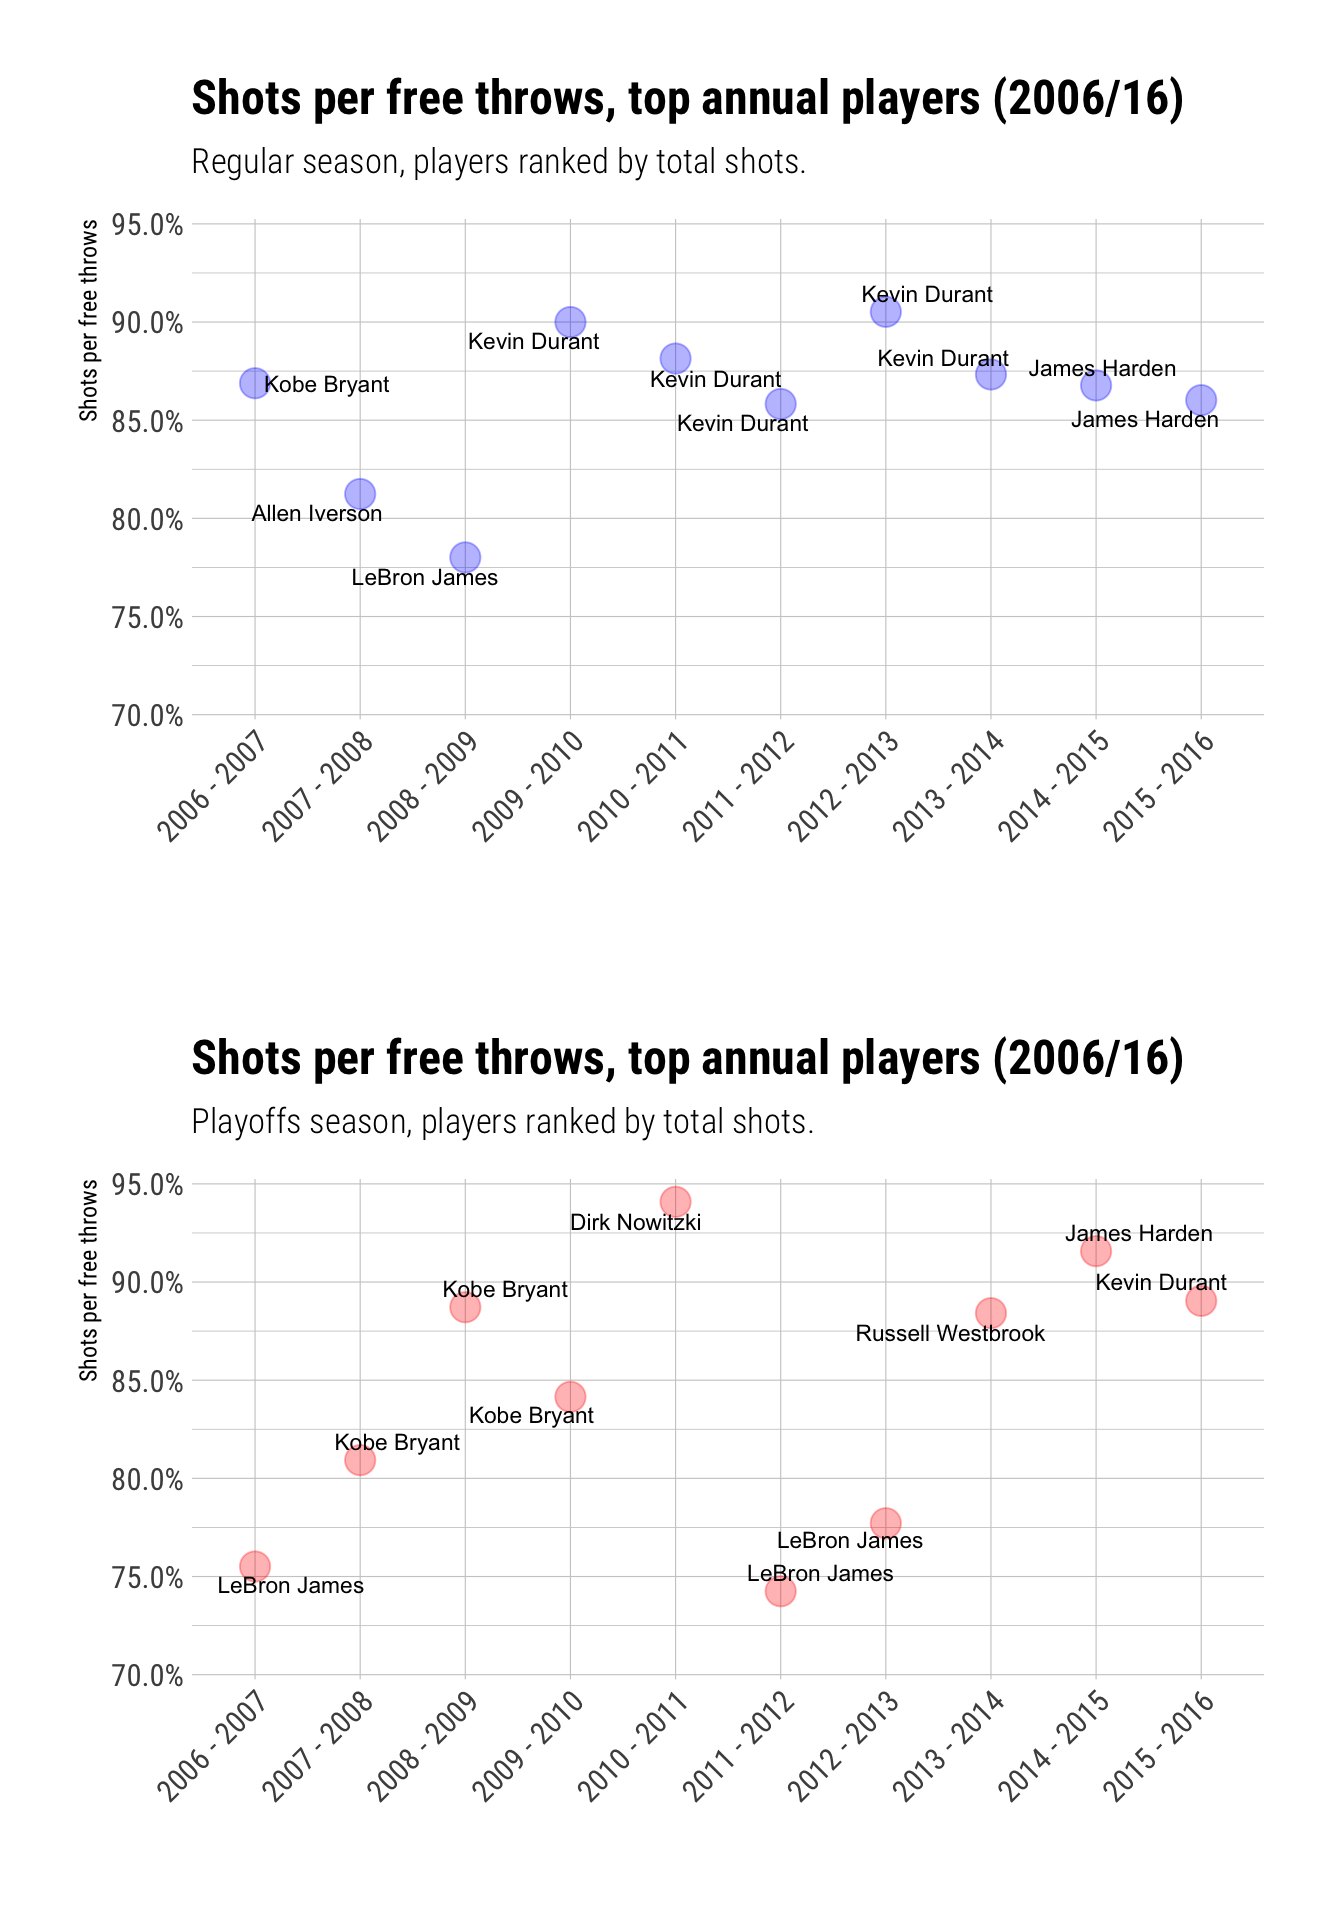 Shots per free throws, top annual players (2006/16)
Regular season, players ranked by total shots.
Shots per free throws
95.0%
90.0%
85.0%
80.0%
75.0%
70.0%
Kevin Durant
Kevin Durant
Kevin Durant
James Harden
Kevin Durant
Kobe Bryant
James Harden
Kevin Durant
Allen Iverson
LeBron James
2006 - 2007
2007 - 2008
2008 - 2009
2009 - 2010
2010 - 2011
2011 - 2012
2012 - 2013
2013 - 2014
2014 - 2015
2015 - 2016
Shots per free throws, top annual players (2006/16)
Playoffs season, players ranked by total shots.
Shots per free throws
95.0%
90.0%
85.0%
80.0%
75.0%
70.0%
Dirk Nowitzki
James Harden
Kevin Durant
Kobe Bryant
Russell Westbrook
Kobe Bryant
Kobe Bryant
LeBron James
LeBron James
LeBron James
2006 - 2007
2007 - 2008
2008 - 2009
2009 - 2010
2010 - 2011
2011 - 2012
2012 - 2013
2013 - 2014
2014 - 2015
2015 - 2016